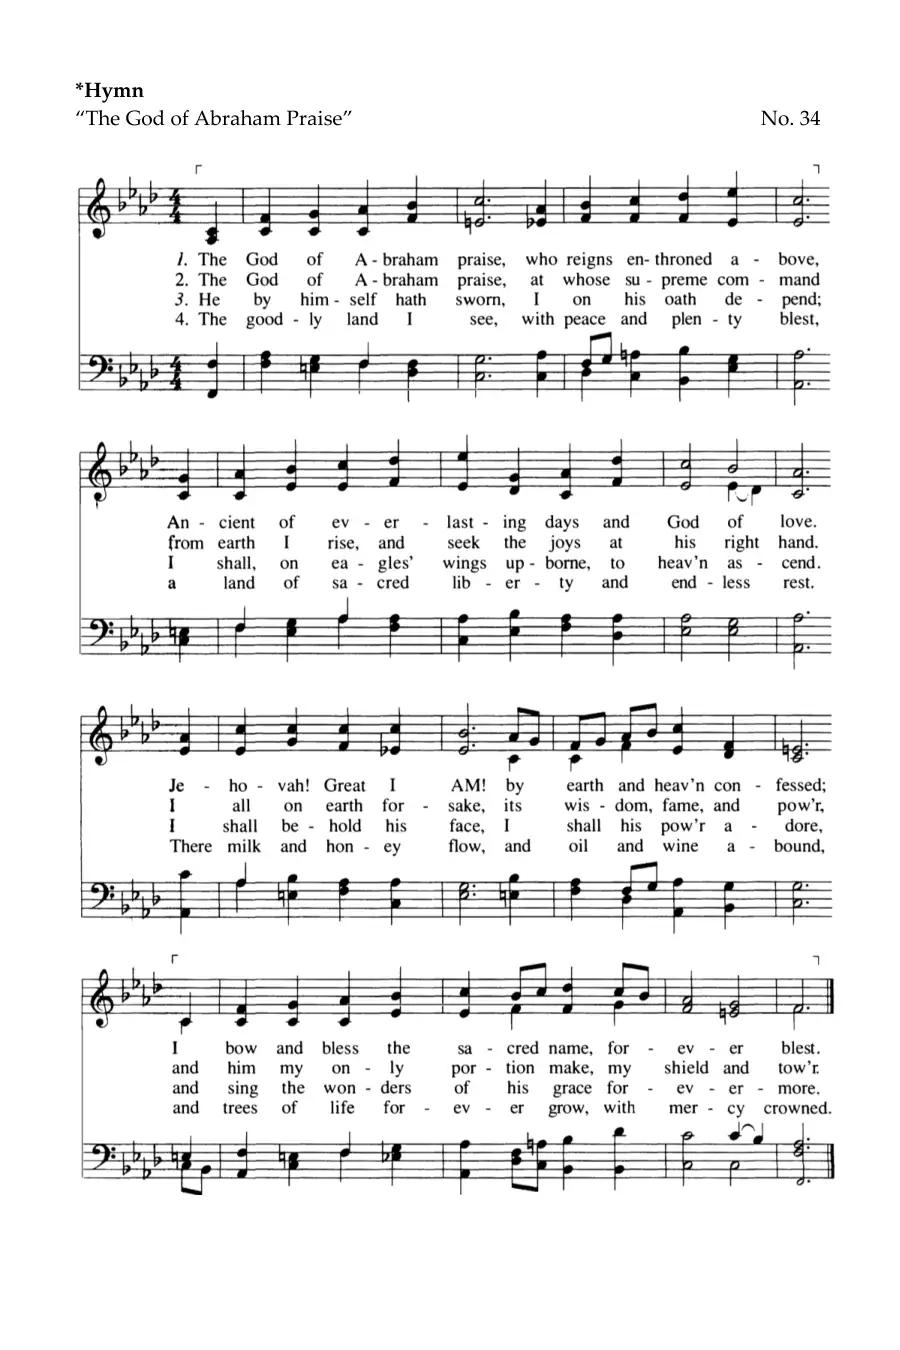 *Hymn
“The God of Abraham Praise” No. 34
1. The God of A - braham praise, who reigns en - throned a - bove,
2. The God of A - braham praise, at whose su - preme com - mand
3. He by him - self hath sworn, I on his oath de - pend;
4. The good - ly land I see, with peace and plen - ty blest,
An - cient of ev - er - last - ing days and God of love.
from earth I rise, and seek the joys at his right hand.
I shall, on ea - gles’ wings up - borne, to heav’n as - cend.
a land of sa - cred lib - er - ty and end - less rest.
Je - ho - vah! Great I AM! by earth and heav’n con - fessed;
I all on earth for - sake, its wis - dom, fame, and pow’r,
I shall be - hold his face, I shall his pow’r a - dore,
There milk and hon - ey flow, and oil and wine a - bound,
I bow and bless the sa - cred name, for - ev - er blest.
and him my on - ly por - tion make, my shield and tow’r.
and sing the won - ders of his grace for - ev - er - more.
and trees of life for - ev - er grow, with mer - cy crowned.